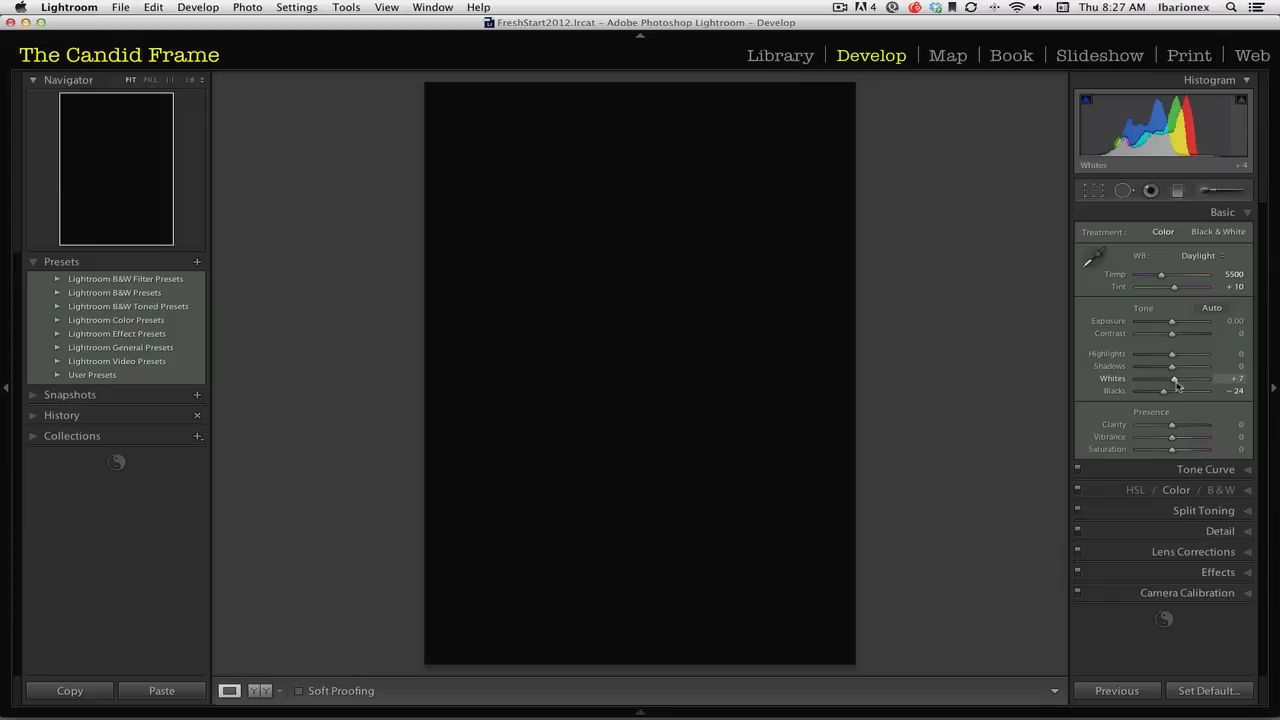 Lightroom File Edit Develop Photo Settings Tools View Window Help 4 Thu 8:27 AM Ibarionex
FreshStart2012.lrcat - Adobe Photoshop Lightroom - Develop
The Candid Frame
Library Develop Map Book Slideshow Print Web
Navigator FIT FILL 1:1
Presets
Lightroom B&W Filter Presets
Lightroom B&W Presets
Lightroom B&W Toned Presets
Lightroom Color Presets
Lightroom Effect Presets
Lightroom General Presets
Lightroom Video Presets
User Presets
Snapshots
History
Collections
Copy Paste
Y Y Soft Proofing
Histogram
Whites + 4
Basic
Treatment : Color Black & White
WB: Daylight
Temp 5500
Tint + 10
Tone Auto
Exposure 0.00
Contrast 0
Highlights 0
Shadows 0
Whites + 7
Blacks − 24
Presence
Clarity 0
Vibrance 0
Saturation 0
Tone Curve
HSL / Color / B & W
Split Toning
Detail
Lens Corrections
Effects
Camera Calibration
Previous Set Default...